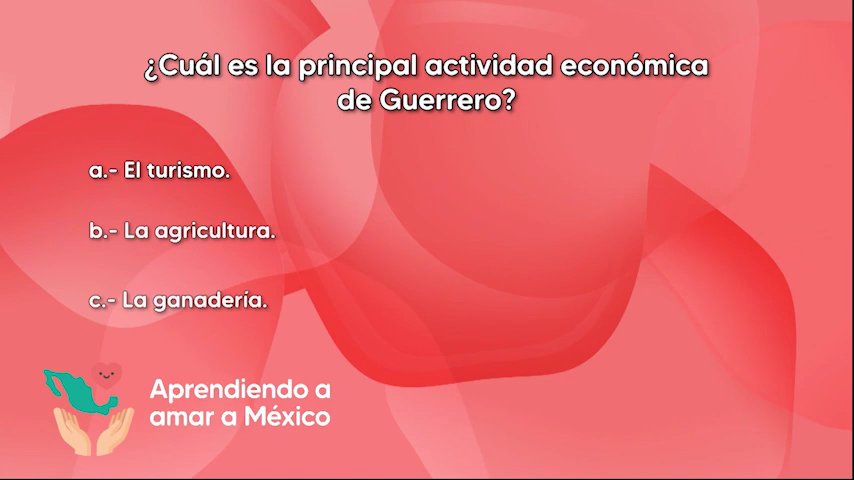 ¿Cuál es la principal actividad económica
de Guerrero?
a.- El turismo.
b.- La agricultura.
c.- La ganadería.
Aprendiendo a
amar a México